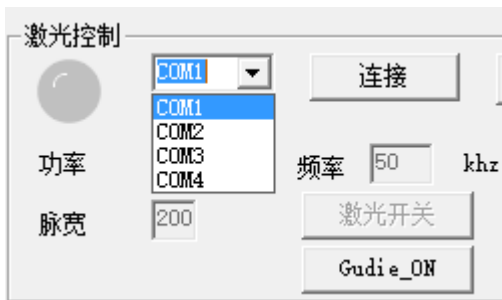 激光控制
COM1 连接
COM1
COM2
COM3
COM4
功率 频率 50 khz
脉宽 200 激光开关
Gudie_ON